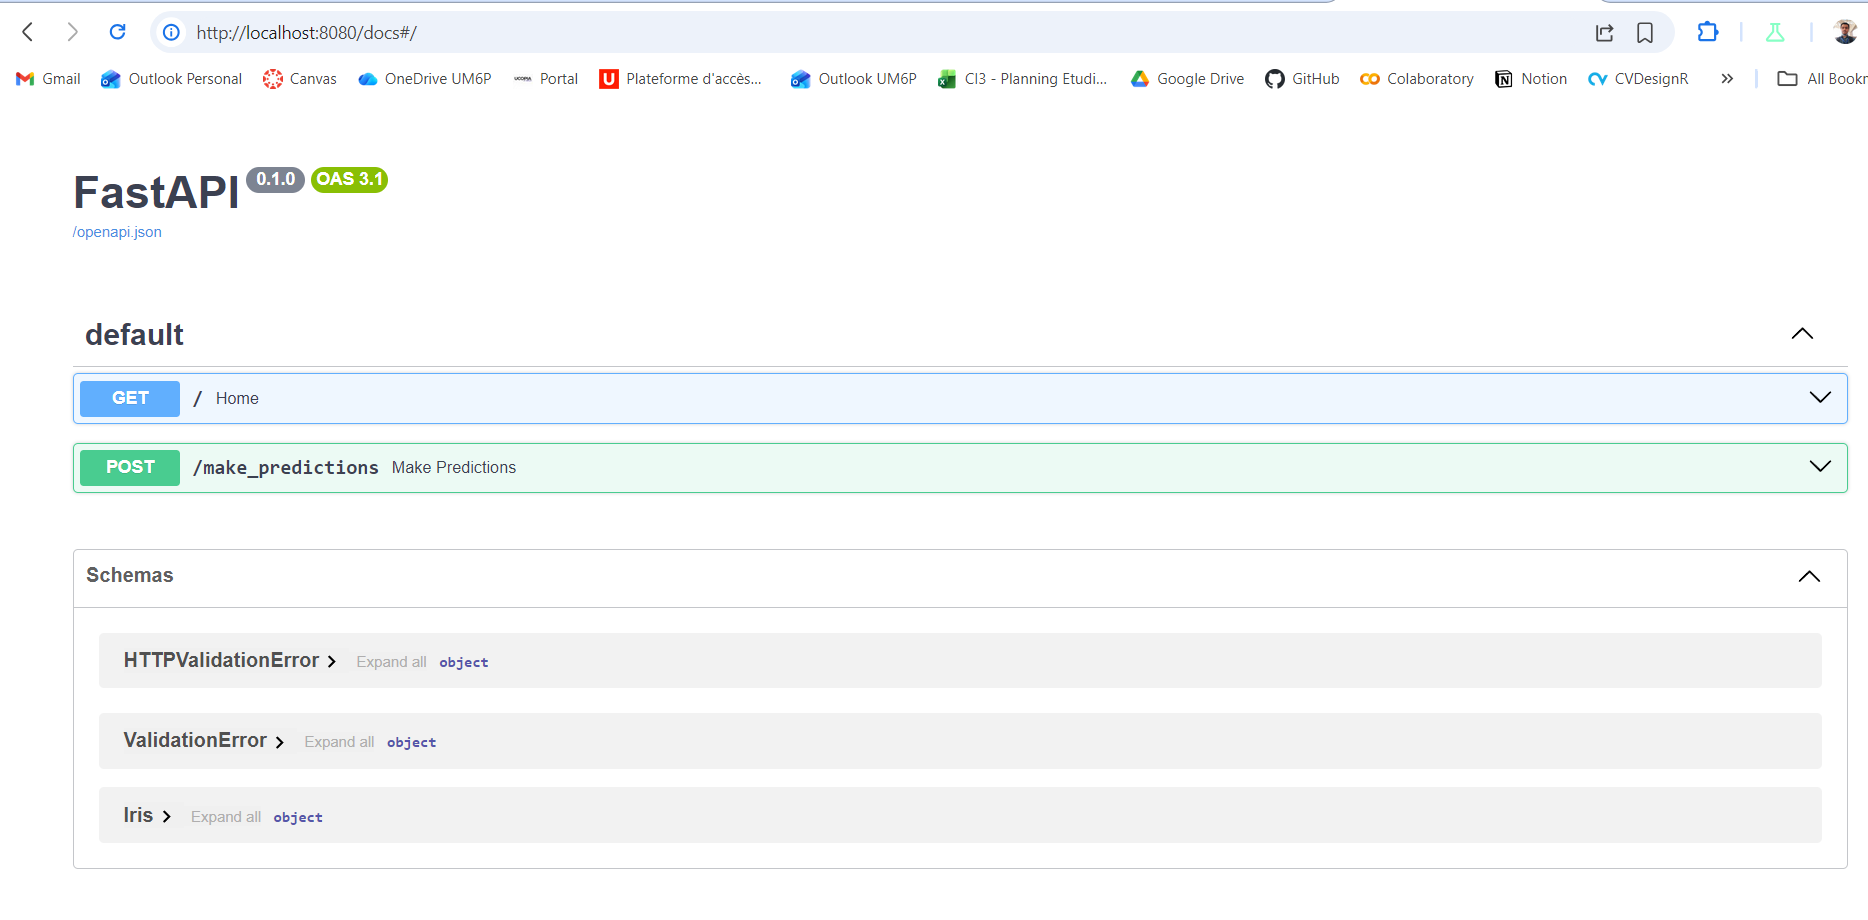 http://localhost:8080/docs#/
Gmail Outlook Personal Canvas OneDrive UM6P Portal U Plateforme d'accès... Outlook UM6P CI3 - Planning Etudi... Google Drive GitHub Colaboratory Notion CVDesignR » All Bookr
FastAPI 0.1.0 OAS 3.1
/openapi.json
default
GET / Home
POST /make_predictions Make Predictions
Schemas
HTTPValidationError Expand all object
ValidationError Expand all object
Iris Expand all object